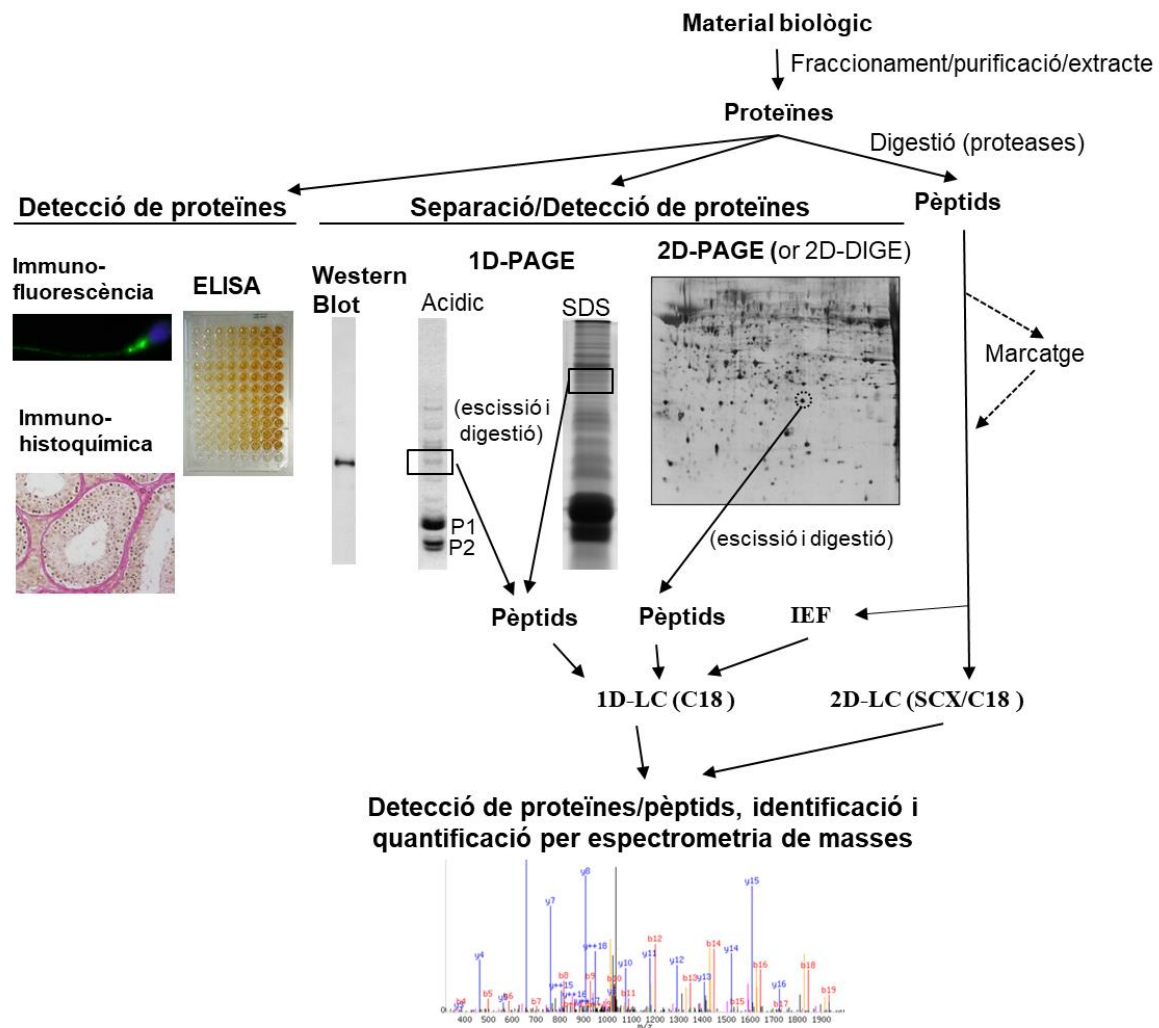 Material biològic
Fraccionament/purificació/extracte
Proteïnes
Digestió (proteases)
Detecció de proteïnes
Separació/Detecció de proteïnes
Pèptids
Immuno-
fluorescència
ELISA
Western
Blot
1D-PAGE
Acidic
SDS
2D-PAGE (or 2D-DIGE)
Marcatge
(escissió i
digestió)
Immuno-
histoquímica
P1
P2
(escissió i digestió)
Pèptids
Pèptids
IEF
1D-LC (C18 )
2D-LC (SCX/C18 )
Detecció de proteïnes/pèptids, identificació i
quantificació per espectrometria de masses
y8
y15
y7
b12
b14
y4
y++18
y11
y14
y10
y12
b16
b18
b8
b9
b10
b13
y13
y++15
y16
b5
b6
b7
b11
b15
b17
b19
0
400 500 600 700 800 900 1000 1100 1200 1300 1400 1500 1600 1700 1800 1900
m/z